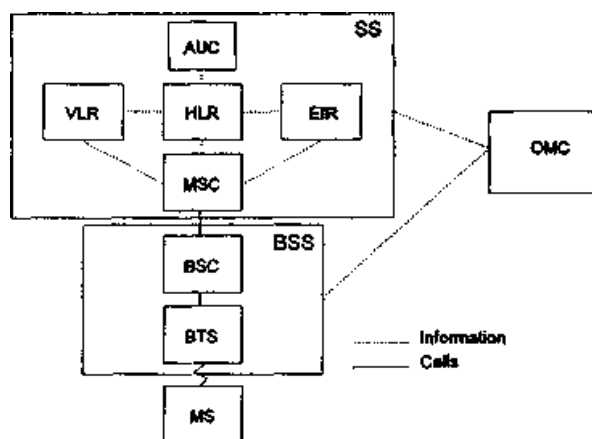 SS
AUC
VLR
HLR
EIR
OMC
MSC
BSS
BSC
BTS
Information
Calls
MS